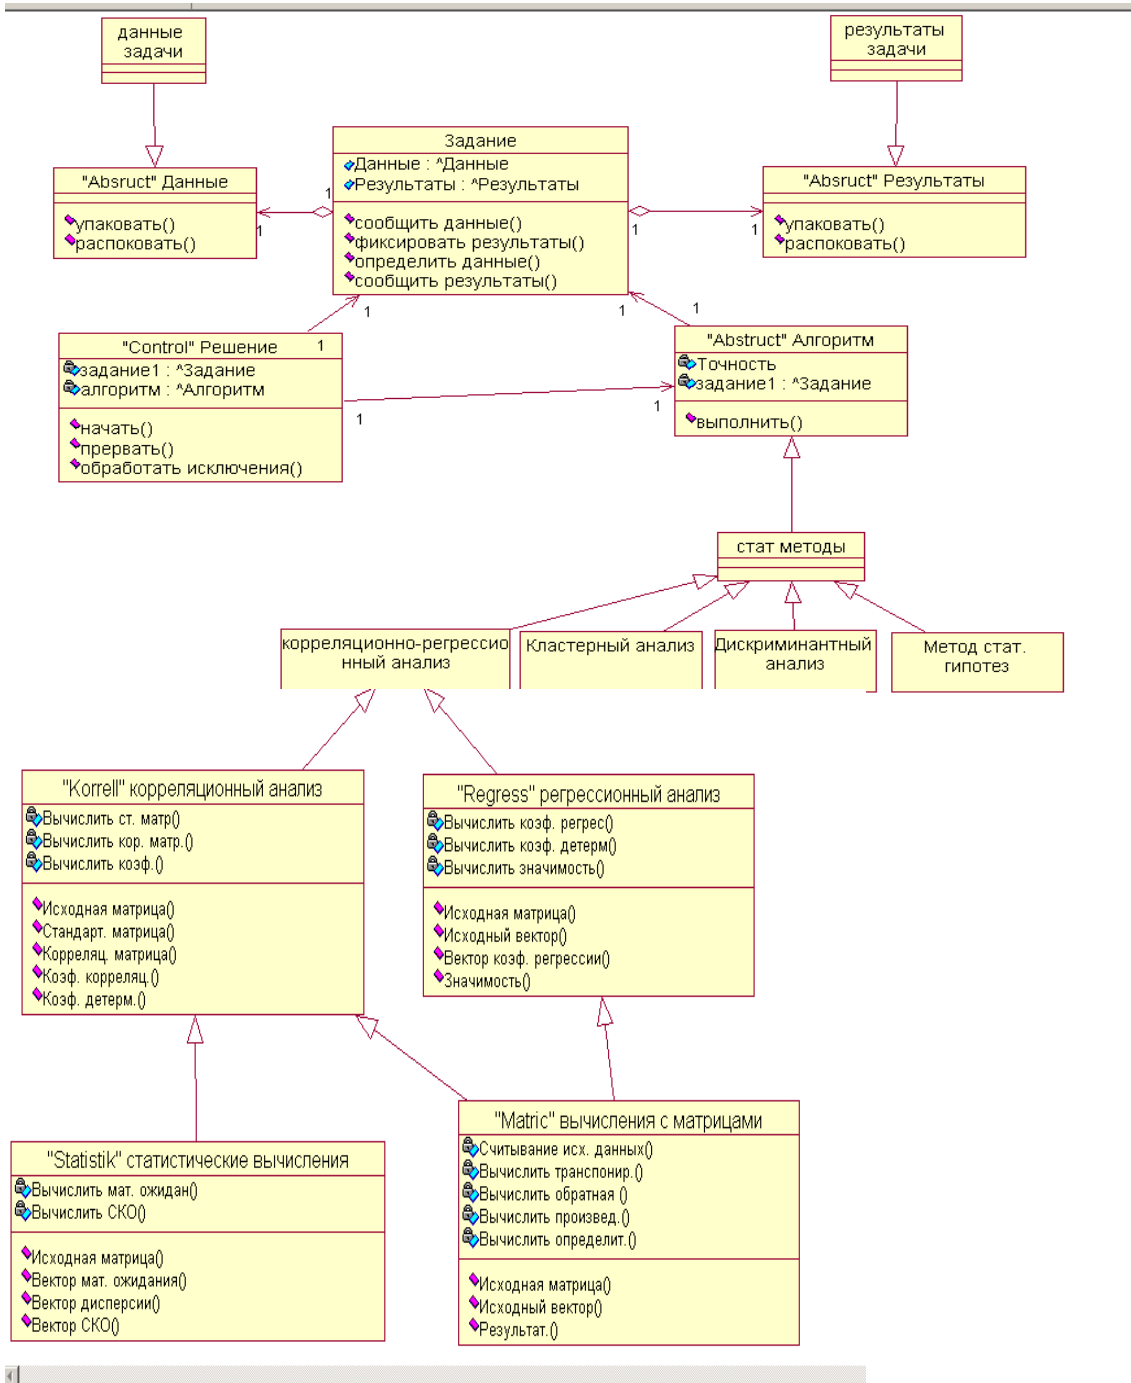 данные
задачи
результаты
задачи
Задание
Данные : ^Данные
Результаты : ^Результаты
сообщить данные()
фиксировать результаты()
определить данные()
сообщить результаты()
"Absruct" Данные
упаковать()
распоковать()
1
1
"Absruct" Результаты
упаковать()
распоковать()
1
1
1
1
1
1
"Control" Решение
задание1 : ^Задание
алгоритм : ^Алгоритм
начать()
прервать()
обработать исключения()
"Abstruct" Алгоритм
Точность
задание1 : ^Задание
выполнить()
1
1
стат методы
корреляционно-регрессио
нный анализ
Кластерный анализ
Дискриминантный
анализ
Метод стат.
гипотез
"Korrell" корреляционный анализ
Вычислить ст. матр()
Вычислить кор. матр.()
Вычислить коэф.()
Исходная матрица()
Стандарт. матрица()
Корреляц. матрица()
Коэф. корреляц.()
Коэф. детерм.()
"Regress" регрессионный анализ
Вычислить коэф. регрес()
Вычислить коэф. детерм()
Вычислить значимость()
Исходная матрица()
Исходный вектор()
Вектор коэф. регрессии()
Значимость()
"Statistik" статистические вычисления
Вычислить мат. ожидан()
Вычислить СКО()
Исходная матрица()
Вектор мат. ожидания()
Вектор дисперсии()
Вектор СКО()
"Matric" вычисления с матрицами
Считывание исх. данных()
Вычислить транспонир.()
Вычислить обратная ()
Вычислить произвед.()
Вычислить определит.()
Исходная матрица()
Исходный вектор()
Результат.()